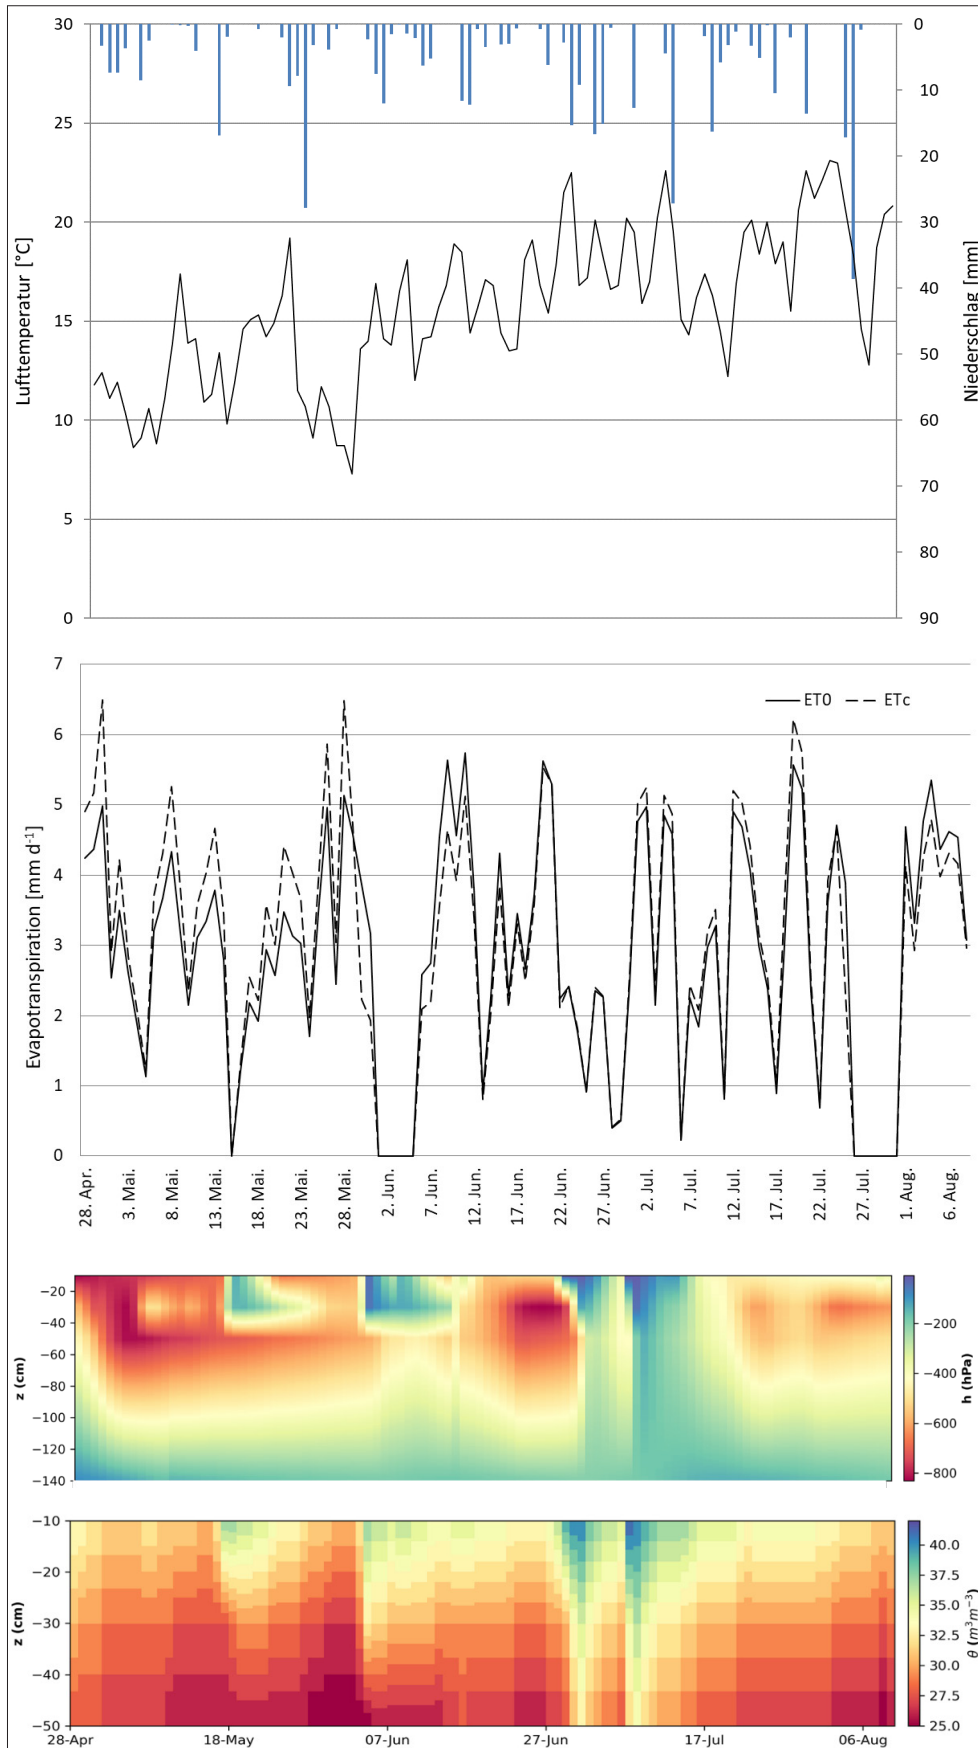 30
25
20
15
10
5
0
Lufttemperatur [°C]
0
10
20
30
40
50
60
70
80
90
Niederschlag [mm]
7
6
5
4
3
2
1
0
Evapotranspiration [mm d⁻¹]
ET0 ETc
28. Apr.
3. Mai.
8. Mai.
13. Mai.
18. Mai.
23. Mai.
28. Mai.
2. Jun.
7. Jun.
12. Jun.
17. Jun.
22. Jun.
27. Jun.
2. Jul.
7. Jul.
12. Jul.
17. Jul.
22. Jul.
27. Jul.
1. Aug.
6. Aug.
−20
−40
−60
−80
−100
−120
−140
z (cm)
−200
−400
−600
−800
h (hPa)
−10
−20
−30
−40
−50
z (cm)
28-Apr 18-May 07-Jun 27-Jun 17-Jul 06-Aug
40.0
37.5
35.0
32.5
30.0
27.5
25.0
θ (m³m⁻³)